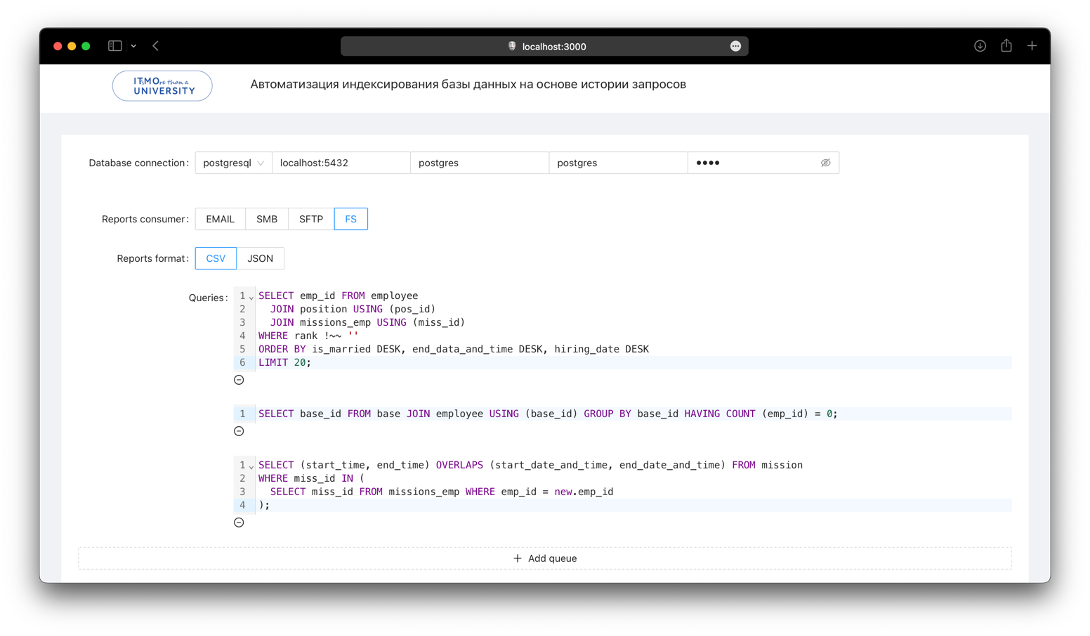 localhost:3000
ITMOre than a
UNIVERSITY
Автоматизация индексирования базы данных на основе истории запросов
Database connection: postgresql localhost:5432 postgres postgres ••••
Reports consumer: EMAIL SMB SFTP FS
Reports format: CSV JSON
Queries:
1 SELECT emp_id FROM employee
2 JOIN position USING (pos_id)
3 JOIN missions_emp USING (miss_id)
4 WHERE rank !~~ ''
5 ORDER BY is_married DESK, end_data_and_time DESK, hiring_date DESK
6 LIMIT 20;
1 SELECT base_id FROM base JOIN employee USING (base_id) GROUP BY base_id HAVING COUNT (emp_id) = 0;
1 SELECT (start_time, end_time) OVERLAPS (start_date_and_time, end_date_and_time) FROM mission
2 WHERE miss_id IN (
3 SELECT miss_id FROM missions_emp WHERE emp_id = new.emp_id
4 );
+ Add queue